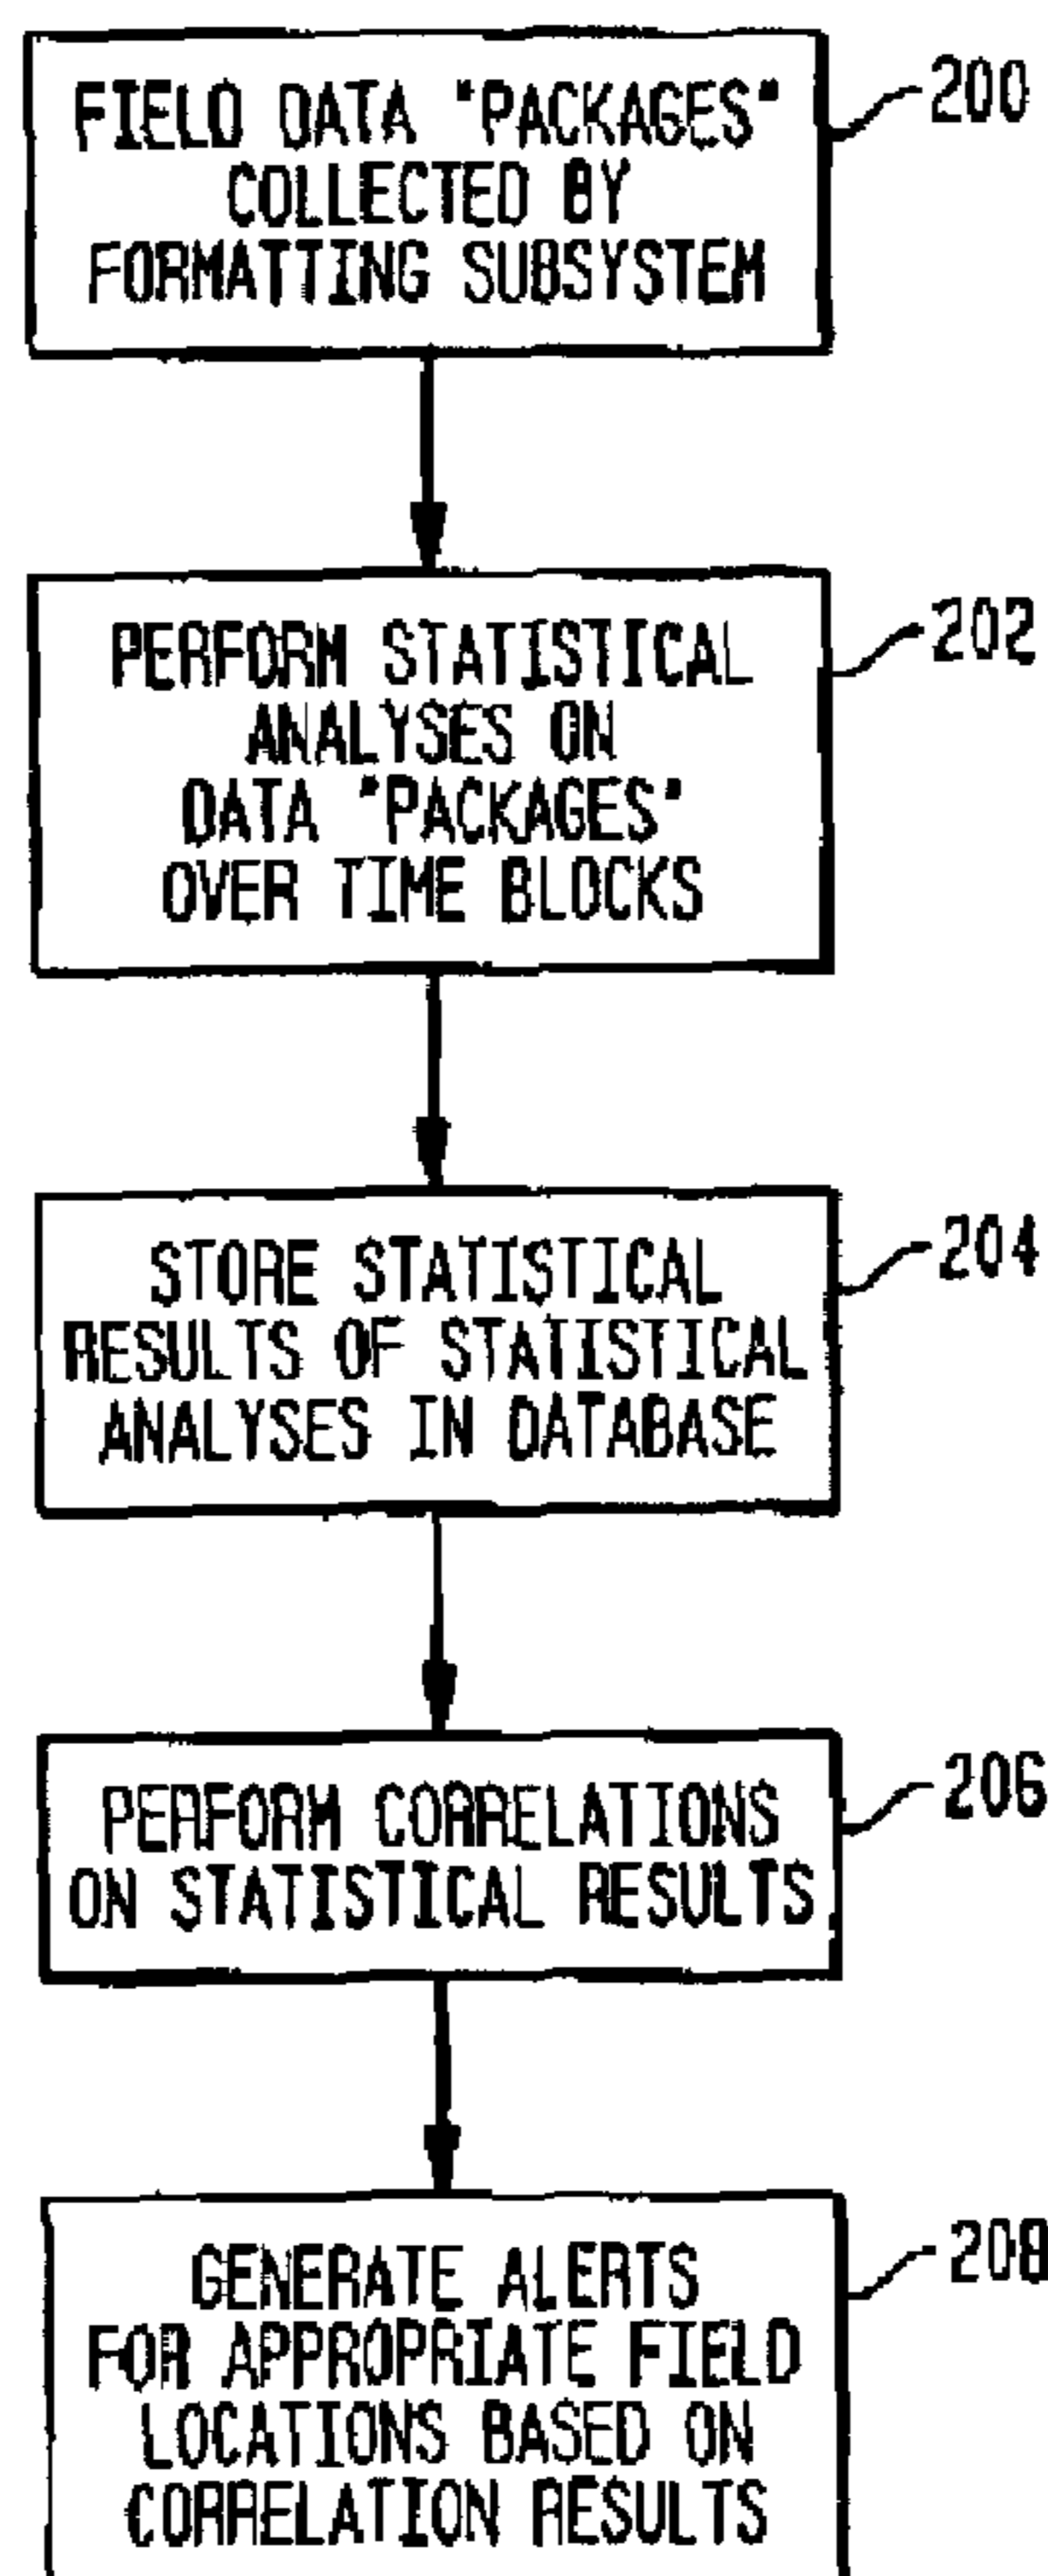 FIELD DATA "PACKAGES"
COLLECTED BY
FORMATTING SUBSYSTEM
200
PERFORM STATISTICAL
ANALYSES ON
DATA "PACKAGES"
OVER TIME BLOCKS
202
STORE STATISTICAL
RESULTS OF STATISTICAL
ANALYSES IN DATABASE
204
PERFORM CORRELATIONS
ON STATISTICAL RESULTS
206
GENERATE ALERTS
FOR APPROPRIATE FIELD
LOCATIONS BASED ON
CORRELATION RESULTS
208